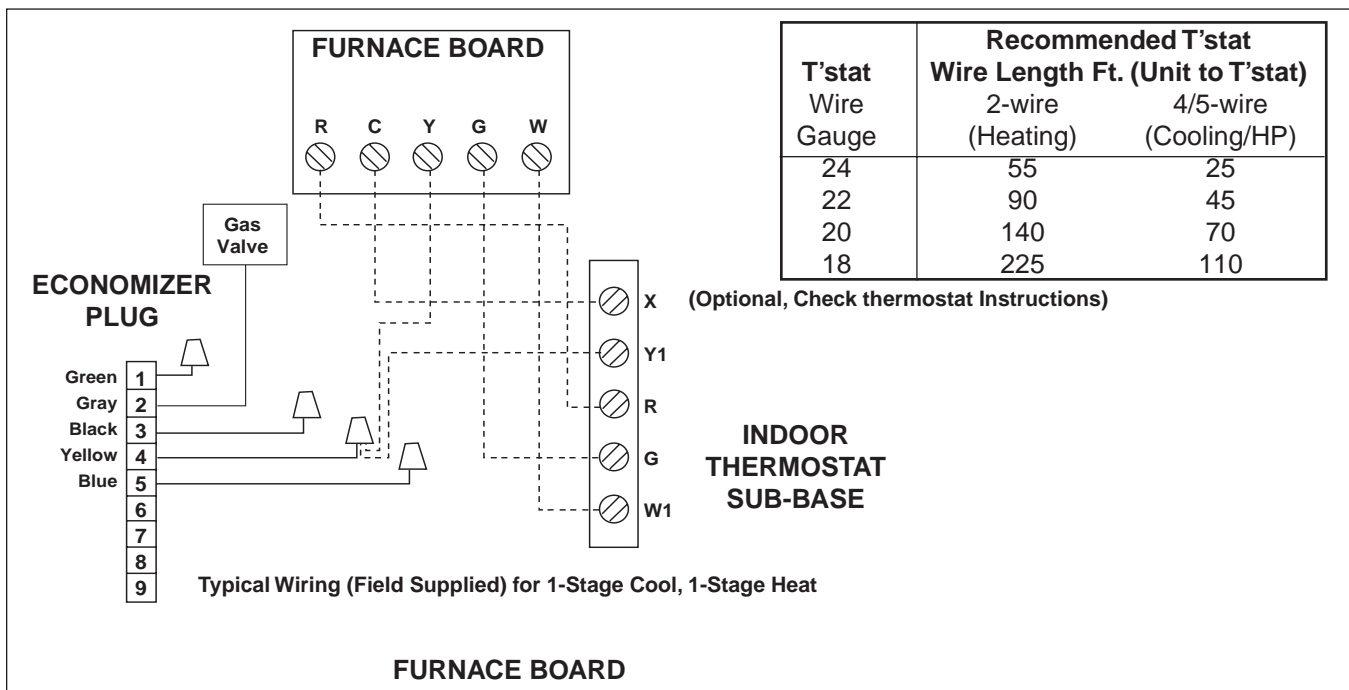 FURNACE BOARD
R C Y G W
Recommended T'stat
T'stat Wire Length Ft. (Unit to T'stat)
Wire 2-wire 4/5-wire
Gauge (Heating) (Cooling/HP)
24 55 25
22 90 45
20 140 70
18 225 110
Gas
Valve
ECONOMIZER
PLUG
X (Optional, Check thermostat Instructions)
Y1
R
G
W1
INDOOR
THERMOSTAT
SUB-BASE
Green 1
Gray 2
Black 3
Yellow 4
Blue 5
6
7
8
9
Typical Wiring (Field Supplied) for 1-Stage Cool, 1-Stage Heat
FURNACE BOARD